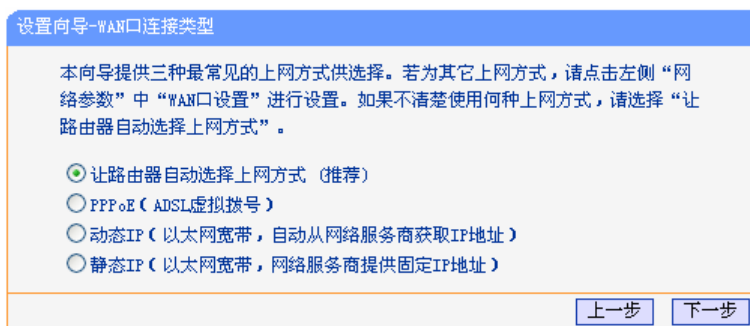 设置向导-WAN口连接类型
本向导提供三种最常见的上网方式供选择。若为其它上网方式，请点击左侧“网
络参数”中“WAN口设置”进行设置。如果不清楚使用何种上网方式，请选择“让
路由器自动选择上网方式”。
让路由器自动选择上网方式（推荐）
PPPoE（ADSL虚拟拨号）
动态IP（以太网宽带，自动从网络服务商获取IP地址）
静态IP（以太网宽带，网络服务商提供固定IP地址）
上一步 下一步